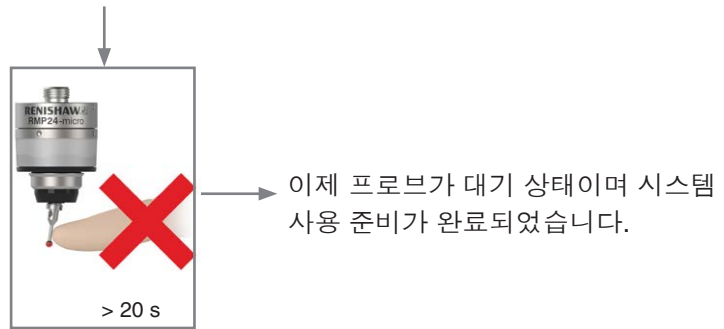 RENISHAW
RMP24-micro
> 20 s
이제 프로브가 대기 상태이며 시스템
사용 준비가 완료되었습니다.